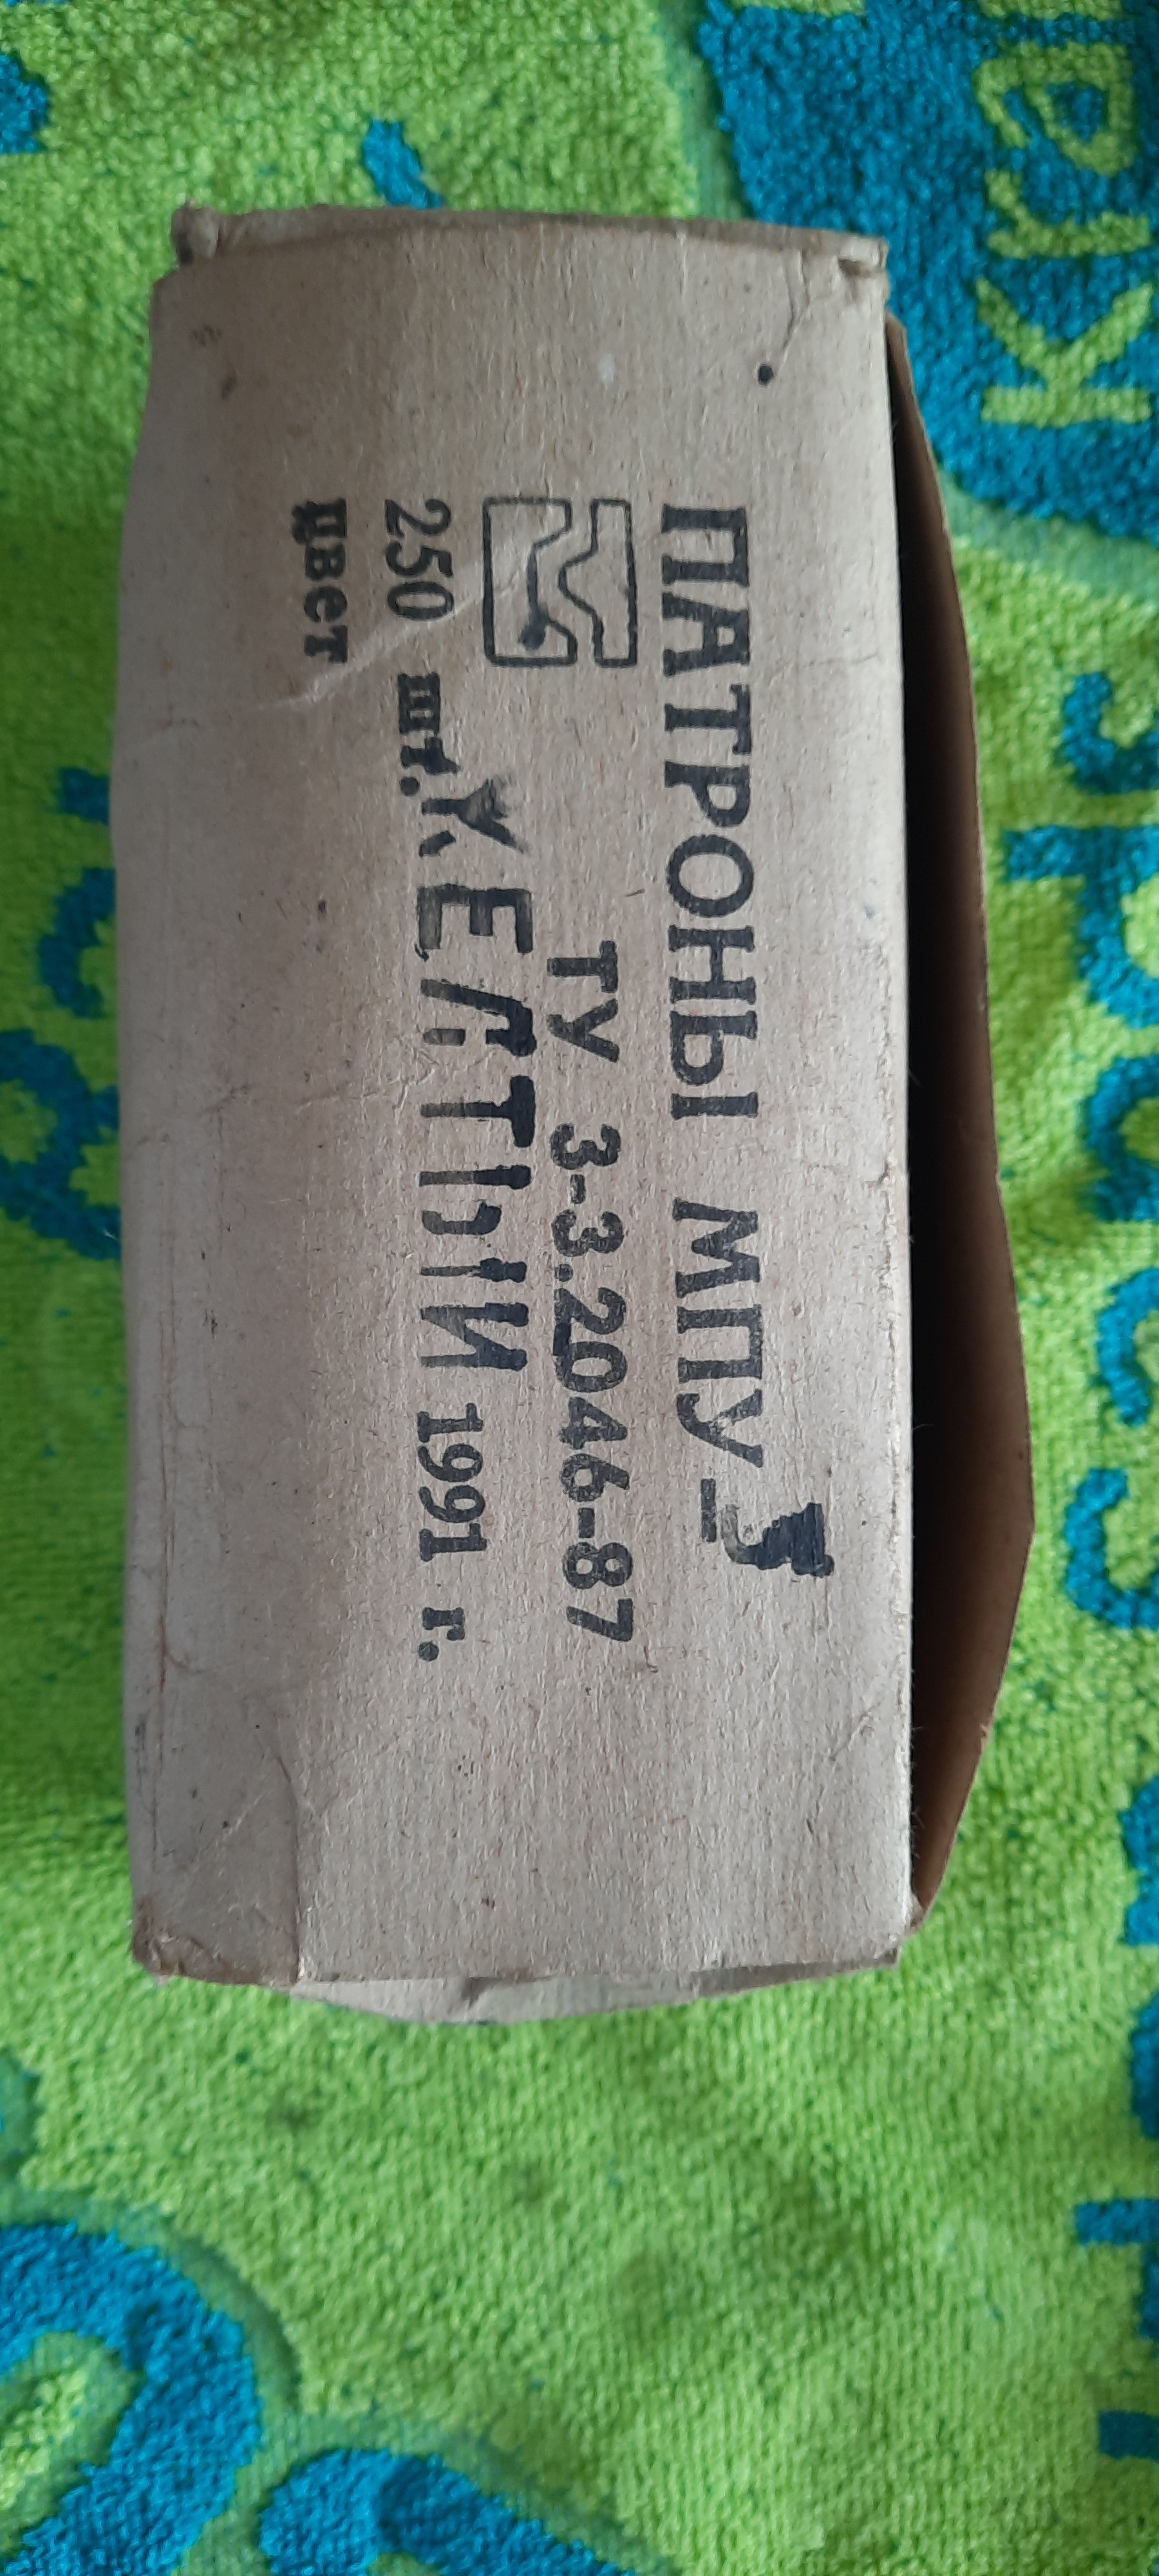 ПАТРОНЫ МПУ-
ТУ 3-3.2046-87
250 шт.
цвет ЖЕЛТЫЙ 1991 г.